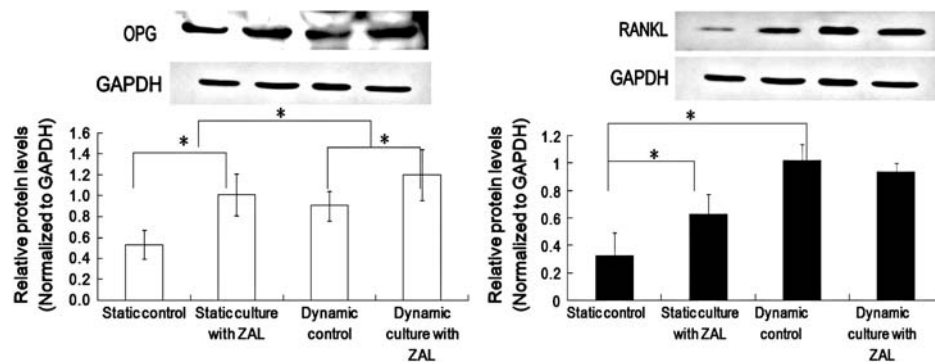 OPG
GAPDH
Relative protein levels
(Normalized to GAPDH)
1.6
1.4
1.2
1.0
0.8
0.6
0.4
0.2
0.0
*
*
*
Static control
Static culture
with ZAL
Dynamic
control
Dynamic
culture with
ZAL
RANKL
GAPDH
Relative protein levels
(Normalized to GAPDH)
1.2
1
0.8
0.6
0.4
0.2
0
*
*
Static control
Static culture
with ZAL
Dynamic
control
Dynamic
culture with ZAL